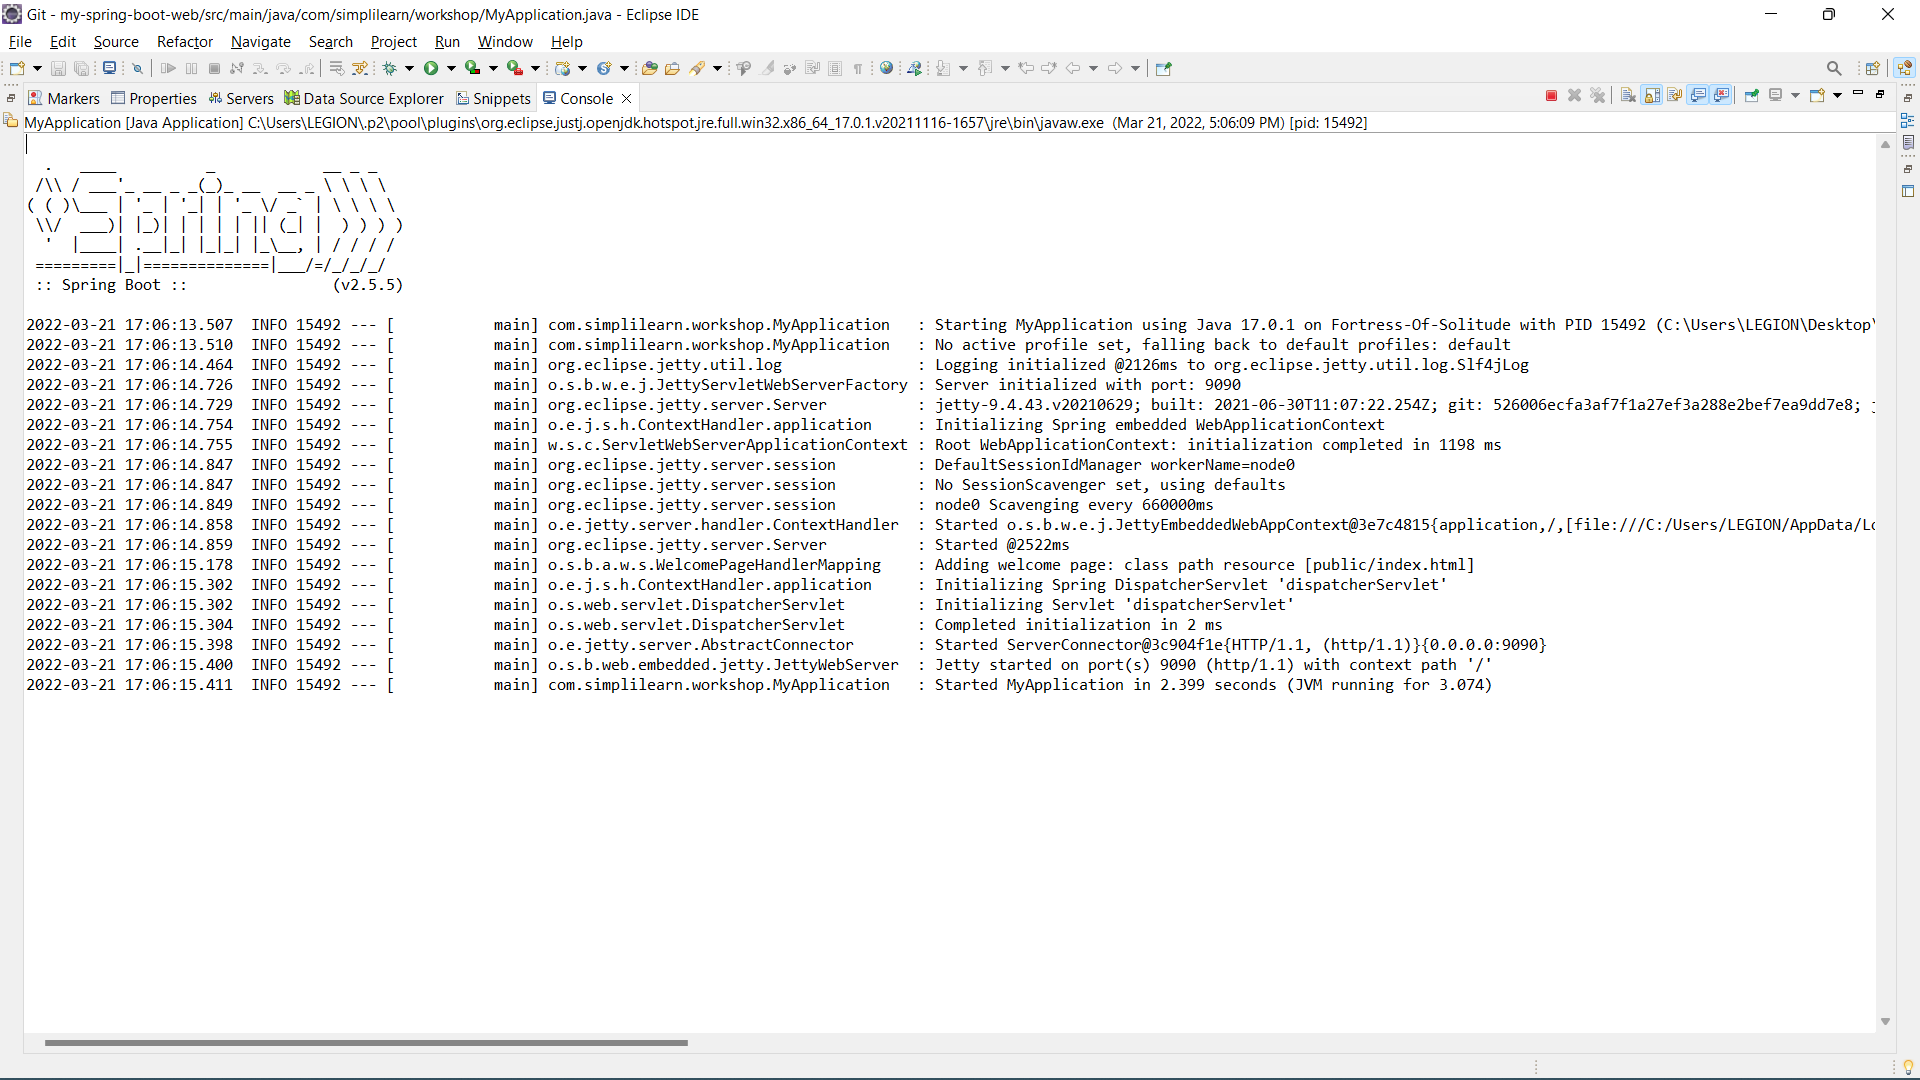 Git - my-spring-boot-web/src/main/java/com/simplilearn/workshop/MyApplication.java - Eclipse IDE
File Edit Source Refactor Navigate Search Project Run Window Help
Markers Properties Servers Data Source Explorer Snippets Console
MyApplication [Java Application] C:\Users\LEGION\.p2\pool\plugins\org.eclipse.justj.openjdk.hotspot.jre.full.win32.x86_64_17.0.1.v20211116-1657\jre\bin\javaw.exe (Mar 21, 2022, 5:06:09 PM) [pid: 15492]
  .   ____          _            __ _ _
 /\\ / ___'_ __ _ _(_)_ __  __ _ \ \ \ \
( ( )\___ | '_ | '_| | '_ \/ _` | \ \ \ \
 \\/  ___)| |_)| | | | | || (_| |  ) ) ) )
  '  |____| .__|_| |_|_| |_\__, | / / / /
 =========|_|==============|___/=/_/_/_/
 :: Spring Boot ::                (v2.5.5)
2022-03-21 17:06:13.507  INFO 15492 --- [           main] com.simplilearn.workshop.MyApplication   : Starting MyApplication using Java 17.0.1 on Fortress-Of-Solitude with PID 15492 (C:\Users\LEGION\Desktop\
2022-03-21 17:06:13.510  INFO 15492 --- [           main] com.simplilearn.workshop.MyApplication   : No active profile set, falling back to default profiles: default
2022-03-21 17:06:14.464  INFO 15492 --- [           main] org.eclipse.jetty.util.log               : Logging initialized @2126ms to org.eclipse.jetty.util.log.Slf4jLog
2022-03-21 17:06:14.726  INFO 15492 --- [           main] o.s.b.w.e.j.JettyServletWebServerFactory : Server initialized with port: 9090
2022-03-21 17:06:14.729  INFO 15492 --- [           main] org.eclipse.jetty.server.Server          : jetty-9.4.43.v20210629; built: 2021-06-30T11:07:22.254Z; git: 526006ecfa3af7f1a27ef3a288e2bef7ea9dd7e8; j
2022-03-21 17:06:14.754  INFO 15492 --- [           main] o.e.j.s.h.ContextHandler.application     : Initializing Spring embedded WebApplicationContext
2022-03-21 17:06:14.755  INFO 15492 --- [           main] w.s.c.ServletWebServerApplicationContext : Root WebApplicationContext: initialization completed in 1198 ms
2022-03-21 17:06:14.847  INFO 15492 --- [           main] org.eclipse.jetty.server.session         : DefaultSessionIdManager workerName=node0
2022-03-21 17:06:14.847  INFO 15492 --- [           main] org.eclipse.jetty.server.session         : No SessionScavenger set, using defaults
2022-03-21 17:06:14.849  INFO 15492 --- [           main] org.eclipse.jetty.server.session         : node0 Scavenging every 660000ms
2022-03-21 17:06:14.858  INFO 15492 --- [           main] o.e.jetty.server.handler.ContextHandler  : Started o.s.b.w.e.j.JettyEmbeddedWebAppContext@3e7c4815{application,/,[file:///C:/Users/LEGION/AppData/Lo
2022-03-21 17:06:14.859  INFO 15492 --- [           main] org.eclipse.jetty.server.Server          : Started @2522ms
2022-03-21 17:06:15.178  INFO 15492 --- [           main] o.s.b.a.w.s.WelcomePageHandlerMapping    : Adding welcome page: class path resource [public/index.html]
2022-03-21 17:06:15.302  INFO 15492 --- [           main] o.e.j.s.h.ContextHandler.application     : Initializing Spring DispatcherServlet 'dispatcherServlet'
2022-03-21 17:06:15.302  INFO 15492 --- [           main] o.s.web.servlet.DispatcherServlet        : Initializing Servlet 'dispatcherServlet'
2022-03-21 17:06:15.304  INFO 15492 --- [           main] o.s.web.servlet.DispatcherServlet        : Completed initialization in 2 ms
2022-03-21 17:06:15.398  INFO 15492 --- [           main] o.e.jetty.server.AbstractConnector       : Started ServerConnector@3c904f1e{HTTP/1.1, (http/1.1)}{0.0.0.0:9090}
2022-03-21 17:06:15.400  INFO 15492 --- [           main] o.s.b.web.embedded.jetty.JettyWebServer  : Jetty started on port(s) 9090 (http/1.1) with context path '/'
2022-03-21 17:06:15.411  INFO 15492 --- [           main] com.simplilearn.workshop.MyApplication   : Started MyApplication in 2.399 seconds (JVM running for 3.074)